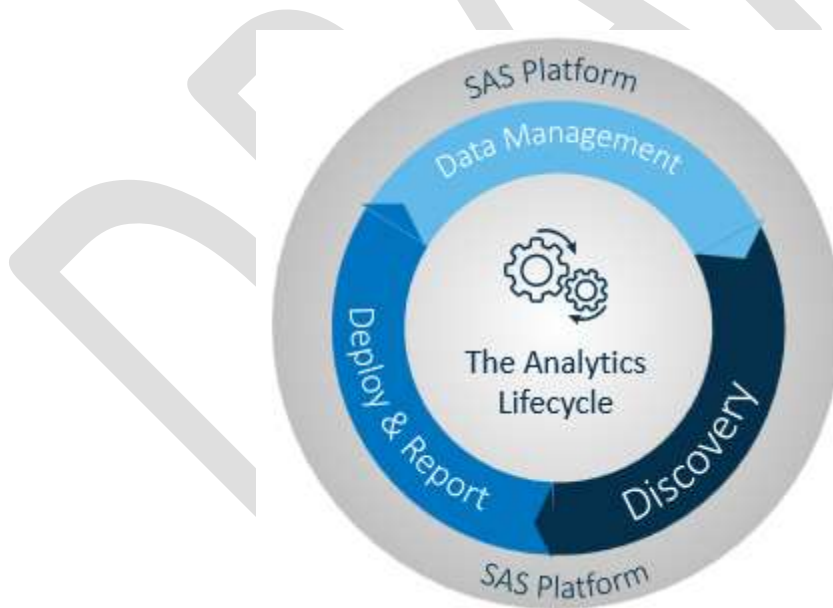 SAS Platform
Data Management
The Analytics
Lifecycle
Deploy & Report
Discovery
SAS Platform